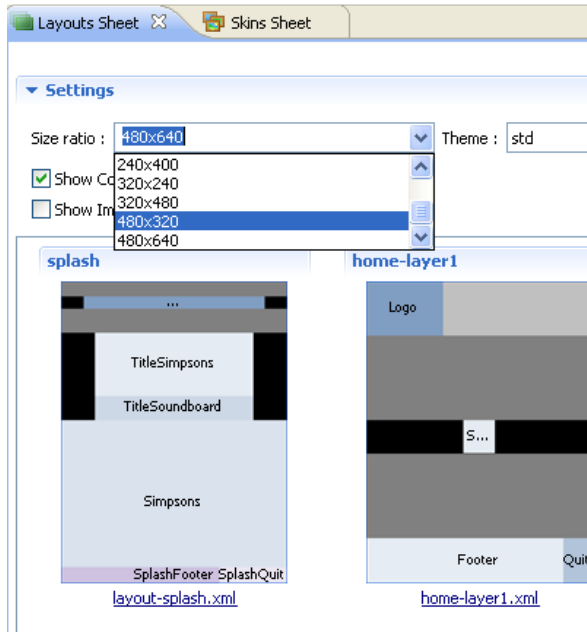 Layouts Sheet Skins Sheet
Settings
Size ratio : 480x640 Theme : std
240x400
Show Co 320x240
320x480
Show Im 480x320
480x640
splash home-layer1
...
Logo
TitleSimpsons
TitleSoundboard
S...
Simpsons
Footer Quit
SplashFooter SplashQuit
layout-splash.xml home-layer1.xml